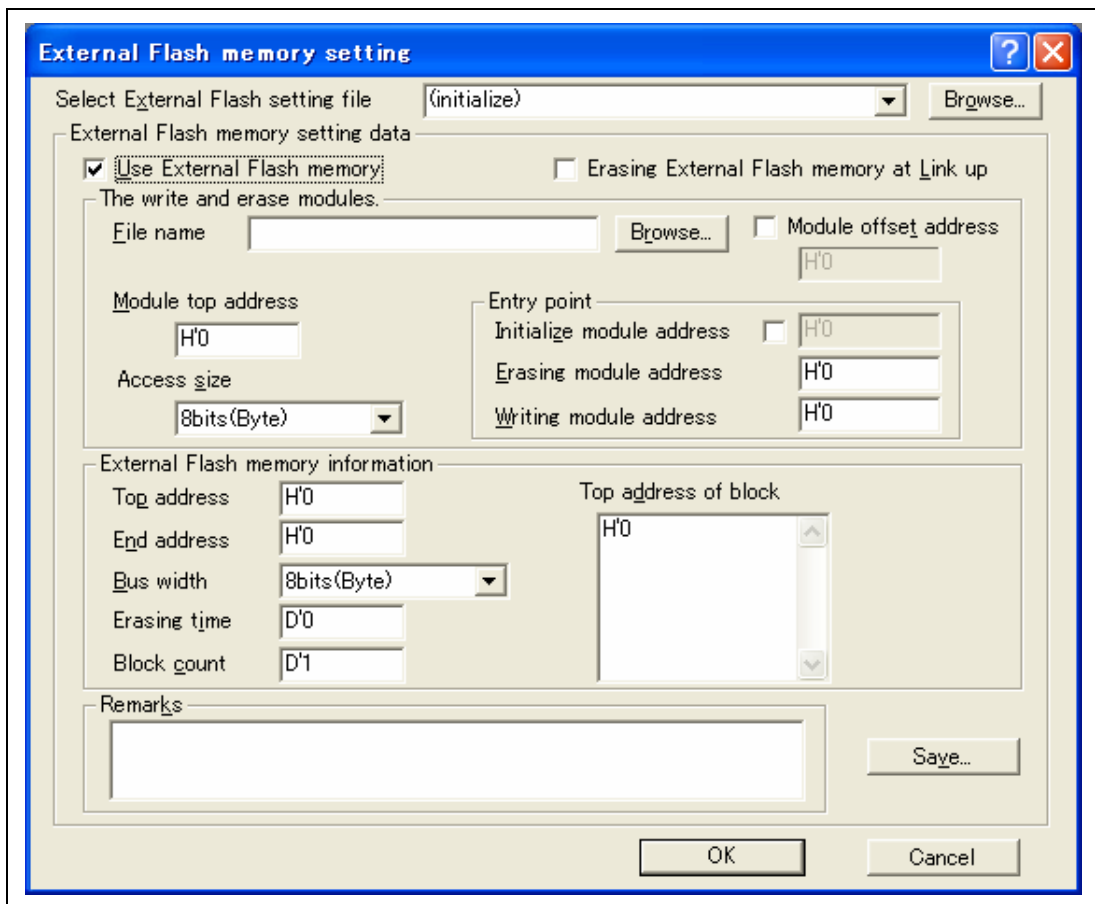 External Flash memory setting
Select External Flash setting file (initialize) Browse...
External Flash memory setting data
Use External Flash memory Erasing External Flash memory at Link up
The write and erase modules.
File name Browse... Module offset address
H'0
Module top address Entry point
H'0 Initialize module address H'0
Access size Erasing module address H'0
8bits(Byte) Writing module address H'0
External Flash memory information
Top address H'0 Top address of block
End address H'0 H'0
Bus width 8bits(Byte)
Erasing time D'0
Block count D'1
Remarks
Save...
OK Cancel